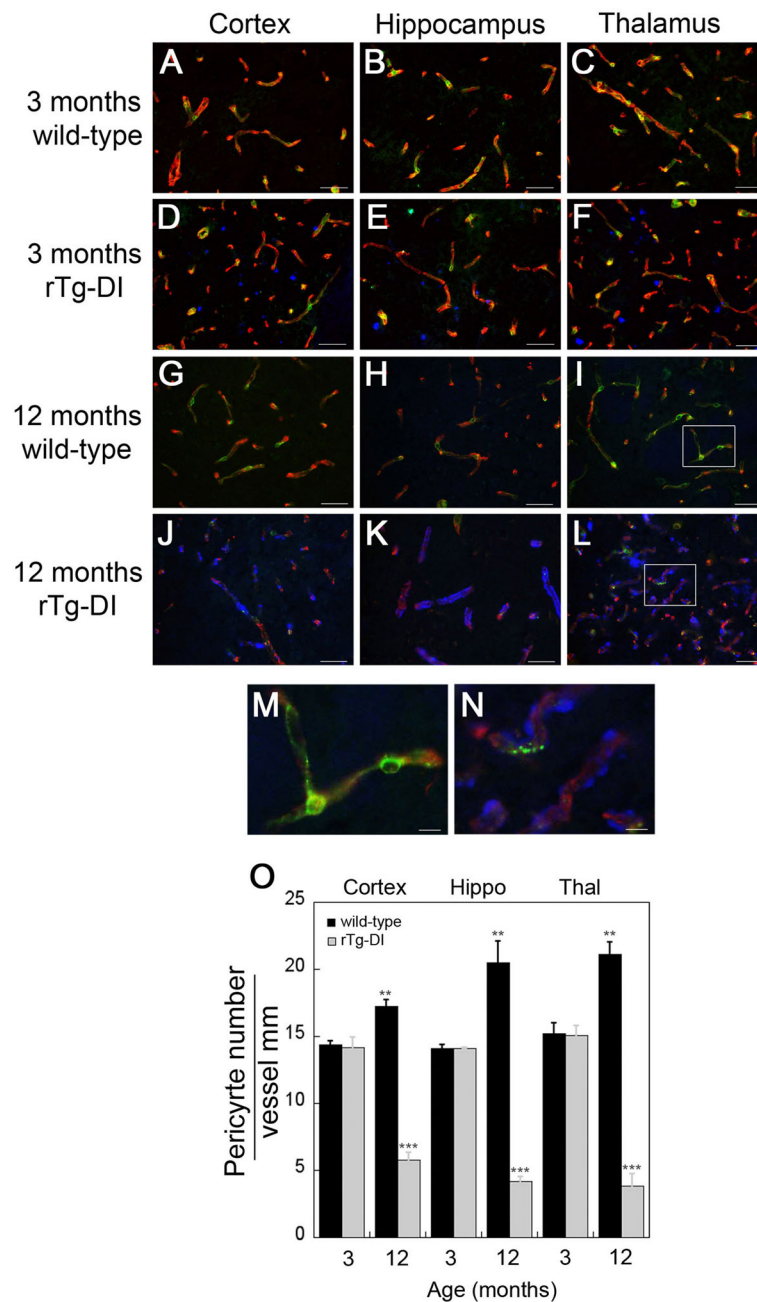 Cortex Hippocampus Thalamus
3 months
wild-type
A B C
3 months
rTg-DI
D E F
12 months
wild-type
G H I
12 months
rTg-DI
J K L
M N
O
Cortex Hippo Thal
25
20
15
10
5
0
wild-type
rTg-DI
** ** **
*** *** ***
Pericyrte number
vessel mm
3 12 3 12 3 12
Age (months)